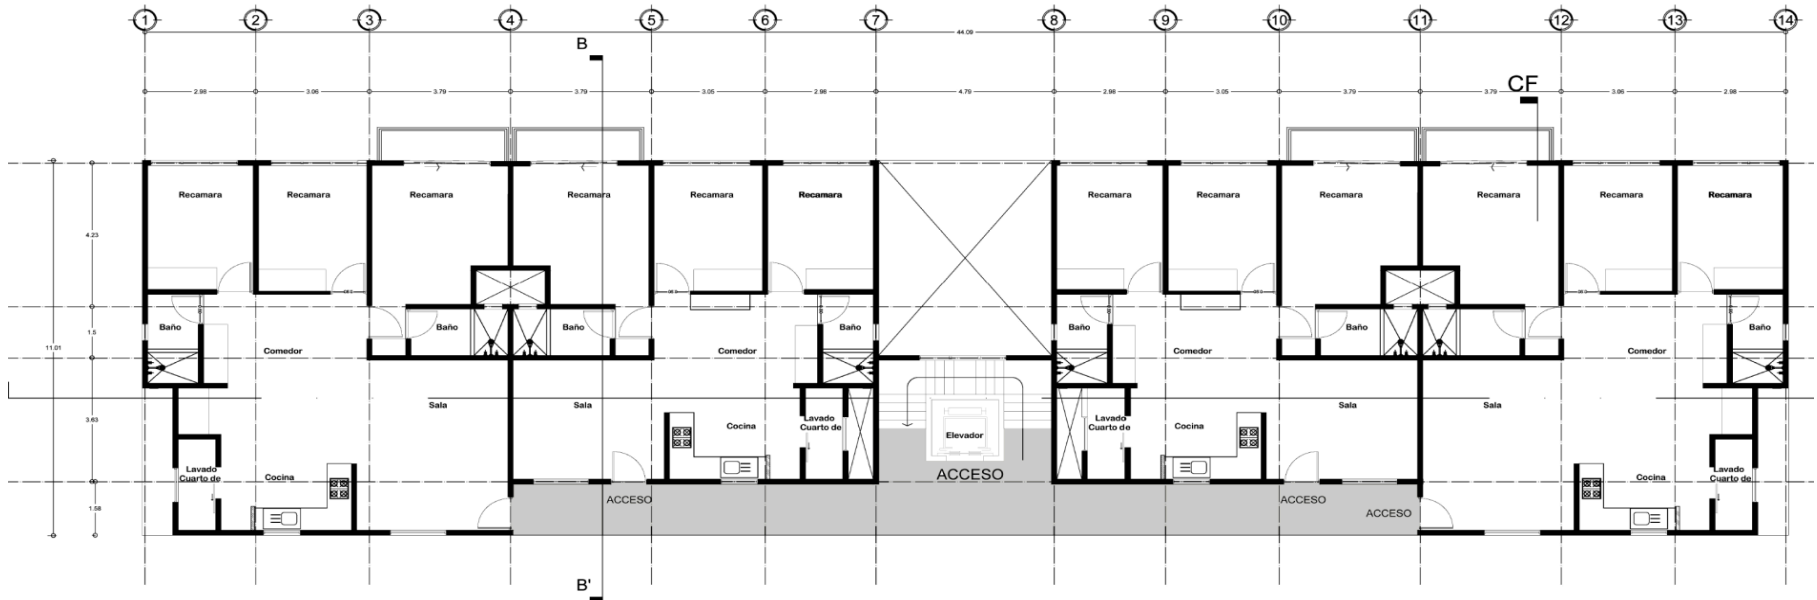 1 2 3 4 5 6 7 8 9 10 11 12 13 14
44.09
B
CF
2.98 3.06 3.79 3.79 3.05 2.98 4.79 2.98 3.05 3.79 3.79 3.06 2.98
Recamara Recamara Recamara Recamara Recamara Recamara Recamara Recamara Recamara Recamara Recamara Recamara
4.23
1.5
11.01
Baño Baño Baño Baño Baño Baño Baño
Comedor Comedor Comedor Comedor
Sala Sala Sala Sala
3.63
Lavado
Cuarto de
Cocina
Elevador
Lavado
Cuarto de
Cocina
ACCESO
Lavado
Cuarto de
Cocina
Lavado
Cuarto de
Cocina
1.58
ACCESO
ACCESO
ACCESO
B'